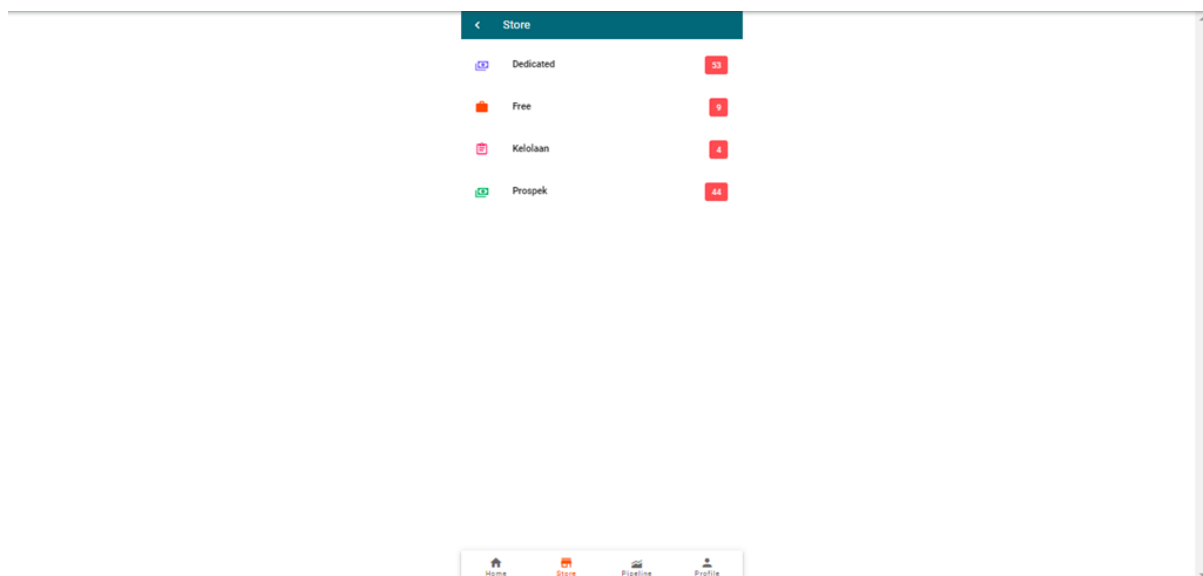 Store
Dedicated 53
Free 9
Kelolaan 4
Prospek 44
Home Store Pipeline Profile